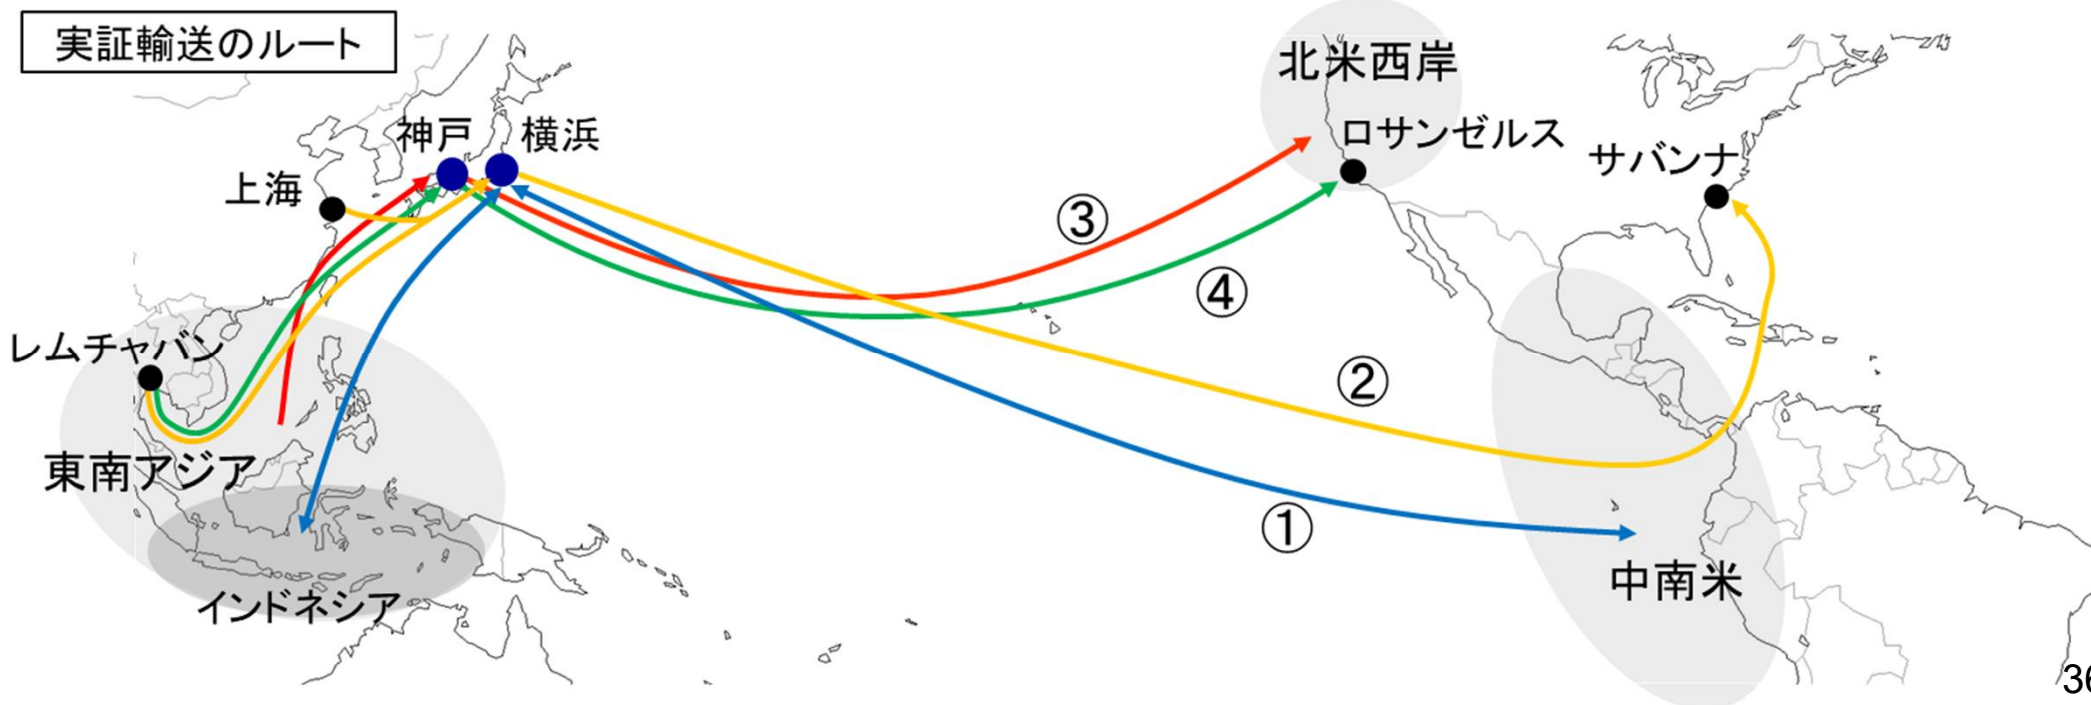 実証輸送のルート
北米西岸
神戸
横浜
ロサンゼルス
サバンナ
上海
③
④
レムチャバン
②
東南アジア
①
中南米
インドネシア
36